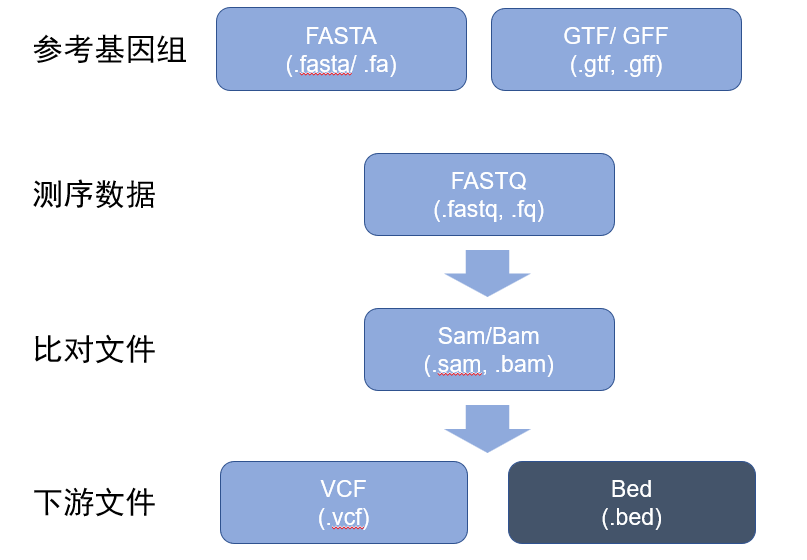 参考基因组
FASTA
(.fasta/ .fa)
GTF/ GFF
(.gtf, .gff)
测序数据
FASTQ
(.fastq, .fq)
比对文件
Sam/Bam
(.sam, .bam)
下游文件
VCF
(.vcf)
Bed
(.bed)